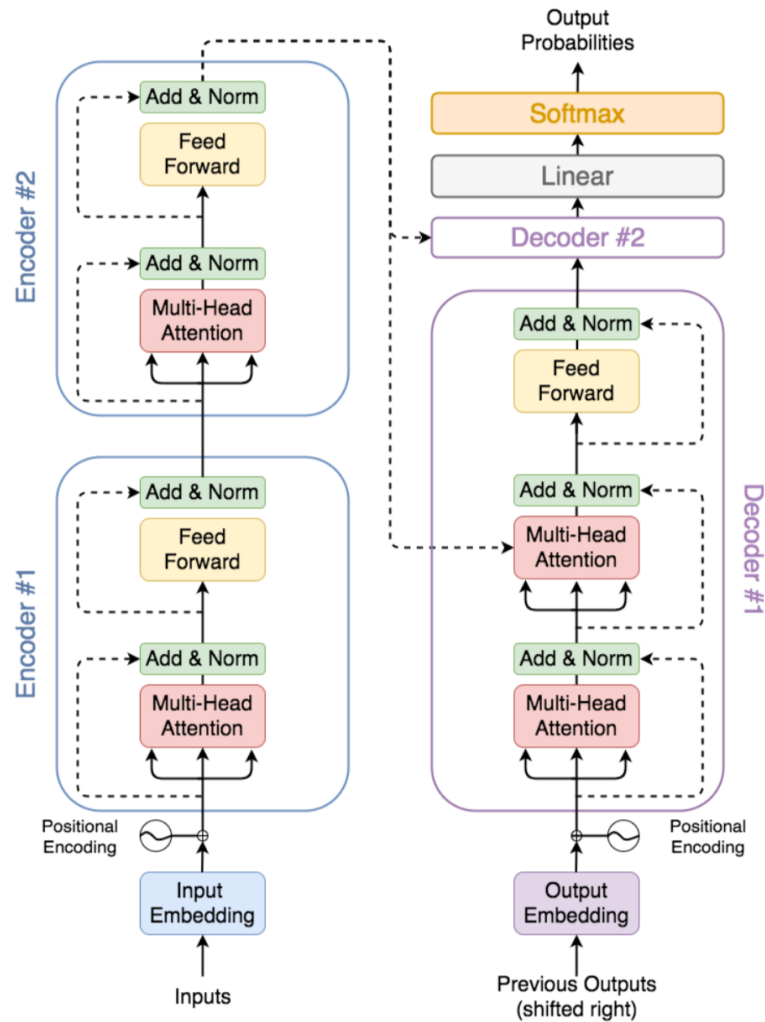 Output
Probabilities
Softmax
Linear
Decoder #2
Encoder #2
Add & Norm
Feed
Forward
Add & Norm
Multi-Head
Attention
Encoder #1
Add & Norm
Feed
Forward
Add & Norm
Multi-Head
Attention
Positional
Encoding
Input
Embedding
Inputs
Decoder #1
Add & Norm
Feed
Forward
Add & Norm
Multi-Head
Attention
Add & Norm
Multi-Head
Attention
Positional
Encoding
Output
Embedding
Previous Outputs
(shifted right)